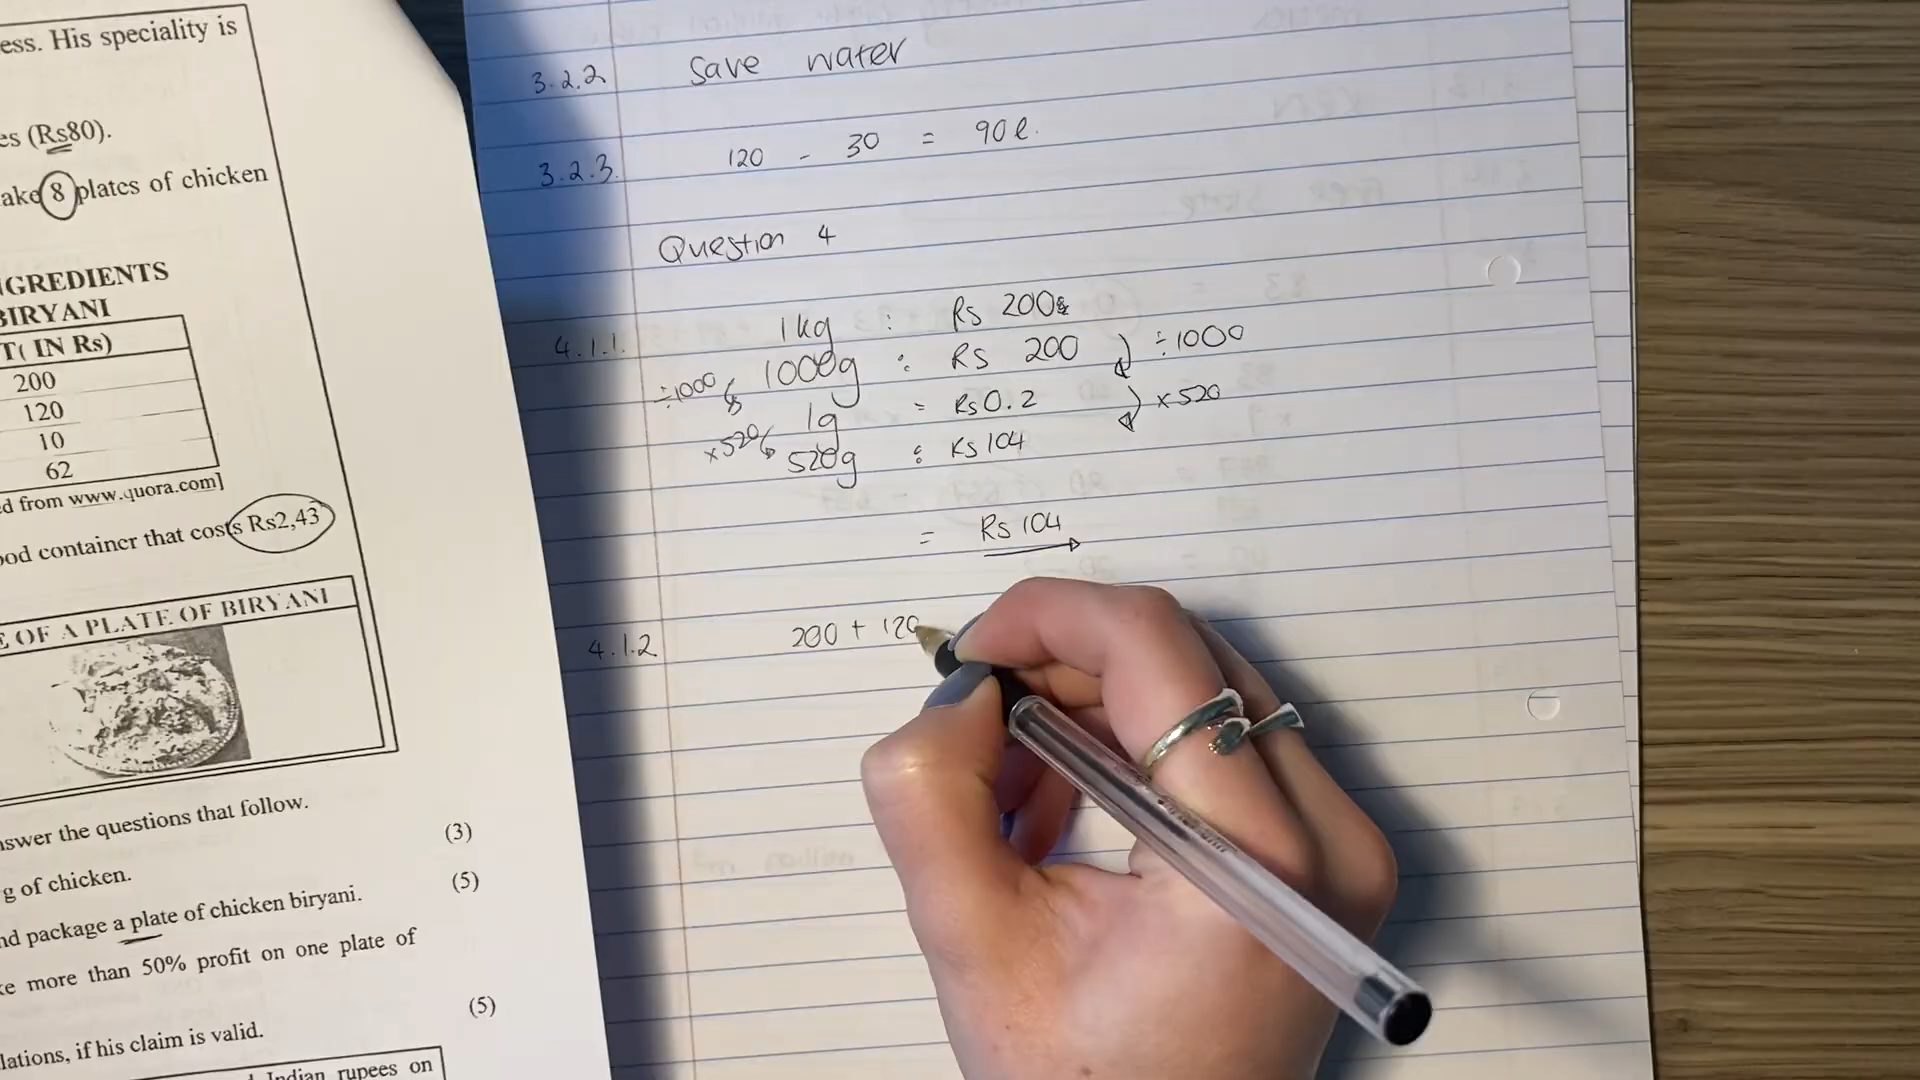 ess. His speciality is
es (Rs80).
ake 8 plates of chicken
NGREDIENTS
BIRYANI
T( IN Rs)
200
120
10
62
d from www.quora.com]
ood container that costs Rs2,43
E OF A PLATE OF BIRYANI
nswer the questions that follow.
(3)
g of chicken.
(5)
nd package a plate of chicken biryani.
ke more than 50% profit on one plate of
(5)
lations, if his claim is valid.
d Indian rupees on
3.2.2 Save water
3.2.3. 120 - 30 = 90 l.
Question 4
4.1.1. 1kg : Rs 200
÷1000 1000g : Rs 200 ÷1000
1g = Rs 0.2 ×520
×520 520g : Rs 104
= Rs 104
4.1.2 200 + 120